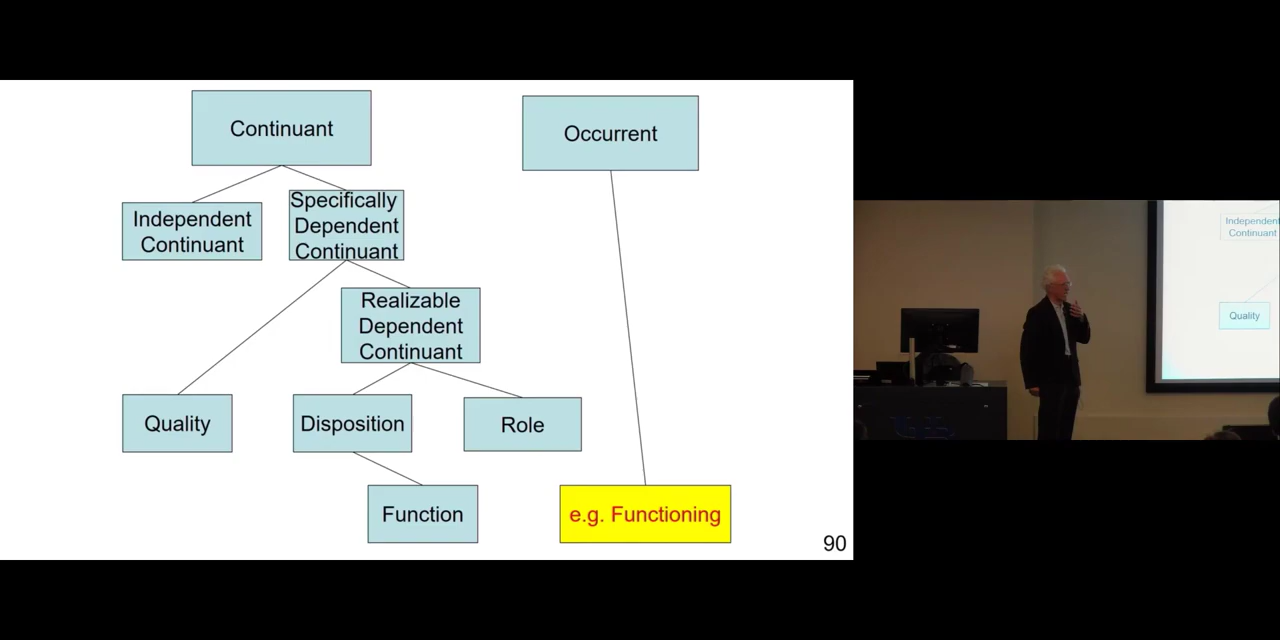 Continuant
Occurrent
Independent
Continuant
Specifically
Dependent
Continuant
Realizable
Dependent
Continuant
Quality
Disposition
Role
Function
e.g. Functioning
90
Independent
Continuant
Quality